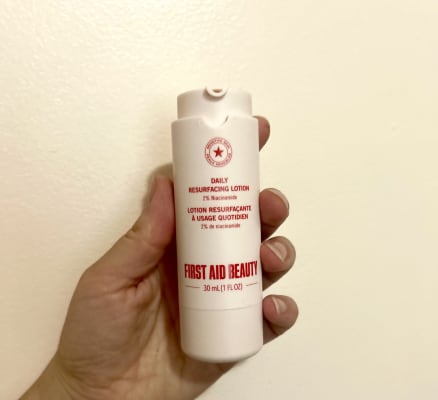 DAILY
RESURFACING LOTION
2% Niacinamide
LOTION RESURFAÇANTE
À USAGE QUOTIDIEN
2% de niacinamide
FIRST AID BEAUTY
30 mL (1 FL OZ)